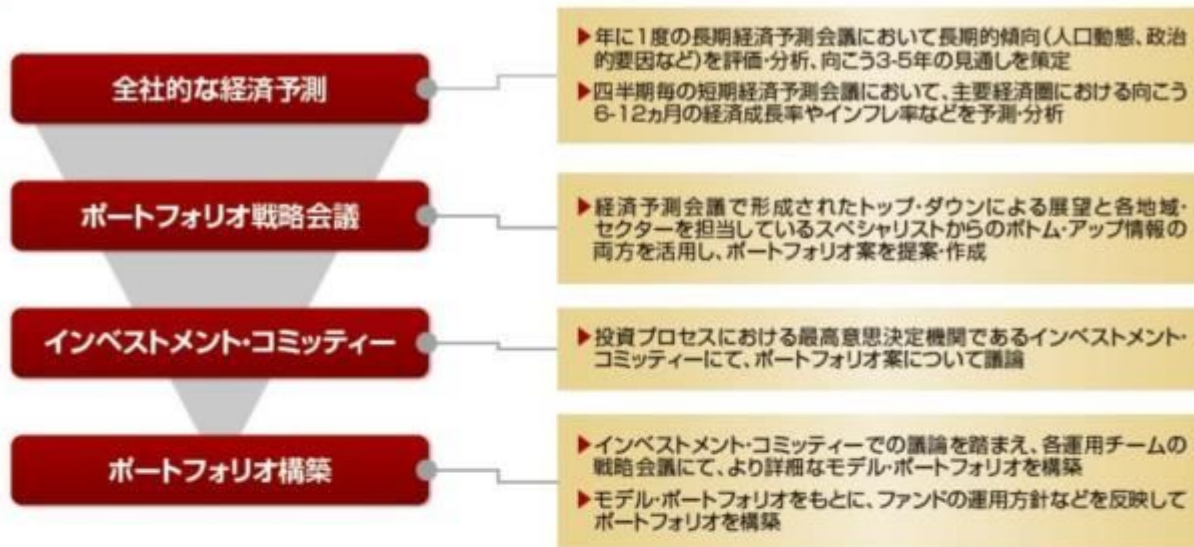 全社的な経済予測
▶年に1度の長期経済予測会議において長期的傾向(人口動態、政治
的要因など)を評価・分析、向こう3-5年の見通しを策定
▶四半期毎の短期経済予測会議において、主要経済圏における向こう
6-12ヵ月の経済成長率やインフレ率などを予測・分析
ポートフォリオ戦略会議
▶経済予測会議で形成されたトップ・ダウンによる展望と各地域・
セクターを担当しているスペシャリストからのボトム・アップ情報の
両方を活用し、ポートフォリオ案を提案・作成
インベストメント・コミッティー
▶投資プロセスにおける最高意思決定機関であるインベストメント・
コミッティーにて、ポートフォリオ案について議論
ポートフォリオ構築
▶インベストメント・コミッティーでの議論を踏まえ、各運用チームの
戦略会議にて、より詳細なモデル・ポートフォリオを構築
▶モデル・ポートフォリオをもとに、ファンドの運用方針などを反映して
ポートフォリオを構築